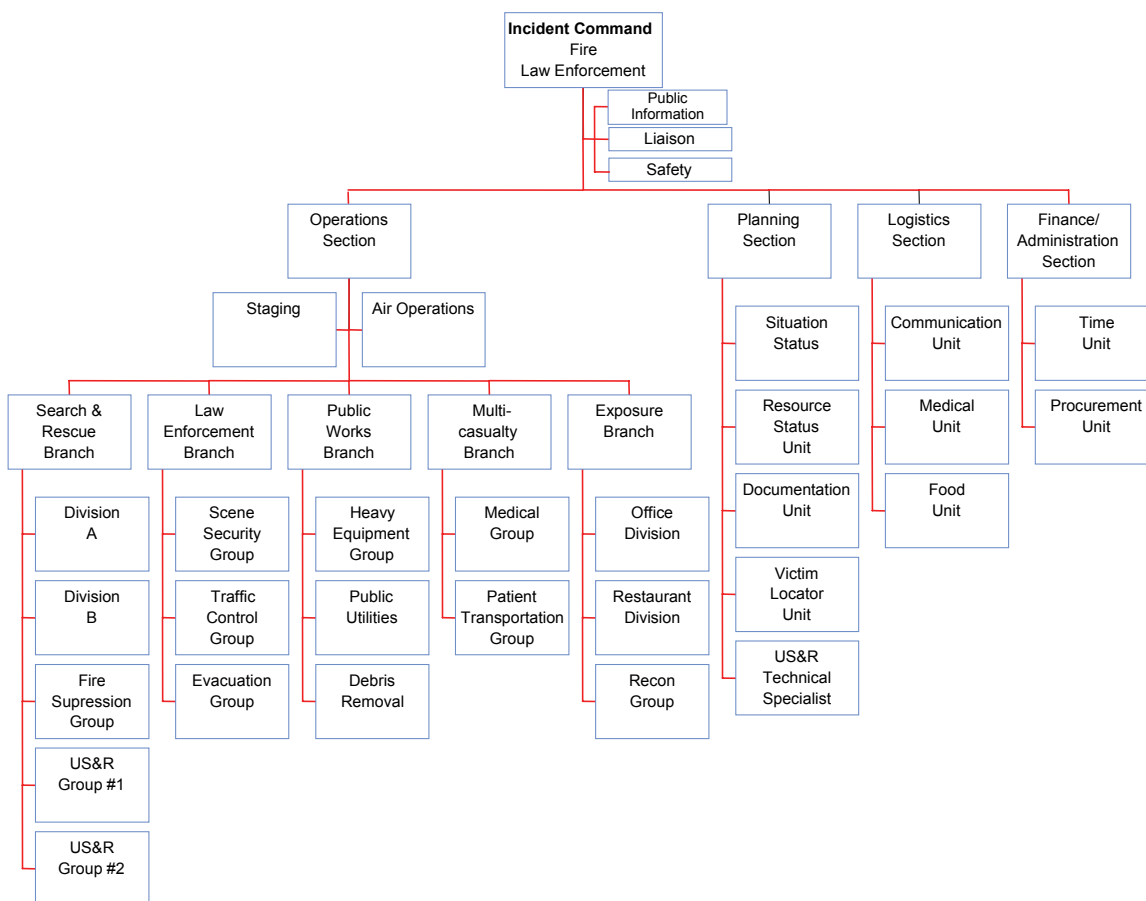 Incident Command
Fire
Law Enforcement
Public
Information
Liaison
Safety
Operations
Section
Planning
Section
Logistics
Section
Finance/
Administration
Section
Staging
Air Operations
Situation
Status
Communication
Unit
Time
Unit
Search &
Rescue
Branch
Law
Enforcement
Branch
Public
Works
Branch
Multi-
casualty
Branch
Exposure
Branch
Resource
Status
Unit
Medical
Unit
Procurement
Unit
Division
A
Scene
Security
Group
Heavy
Equipment
Group
Medical
Group
Office
Division
Documentation
Unit
Food
Unit
Division
B
Traffic
Control
Group
Public
Utilities
Patient
Transportation
Group
Restaurant
Division
Victim
Locator
Unit
Fire
Supression
Group
Evacuation
Group
Debris
Removal
Recon
Group
US&R
Technical
Specialist
US&R
Group #1
US&R
Group #2